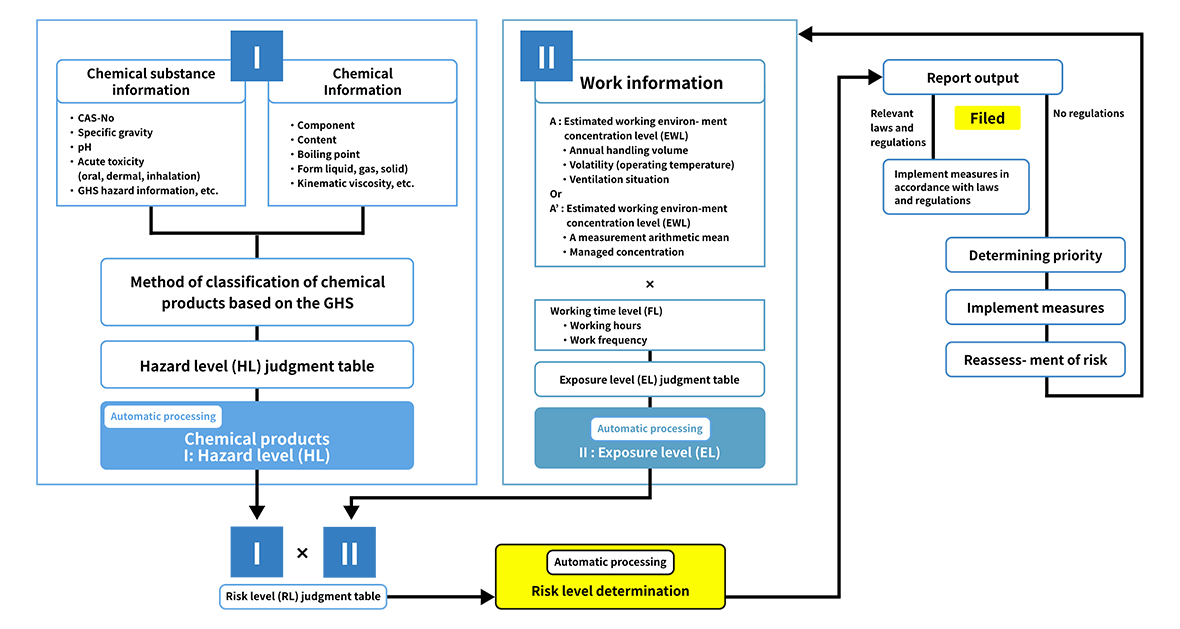 I
Chemical substance
information
・CAS-No
・Specific gravity
・pH
・Acute toxicity
(oral, dermal, inhalation)
・GHS hazard information, etc.
Chemical
Information
・Component
・Content
・Boiling point
・Form liquid, gas, solid)
・Kinematic viscosity, etc.
Method of classification of chemical
products based on the GHS
Hazard level (HL) judgment table
Automatic processing
Chemical products
I: Hazard level (HL)
II
Work information
A : Estimated working environ- ment
concentration level (EWL)
・Annual handling volume
・Volatility (operating temperature)
・Ventilation situation
Or
A' : Estimated working environ-ment
concentration level (EWL)
・A measurement arithmetic mean
・Managed concentration
×
Working time level (FL)
・Working hours
・Work frequency
Exposure level (EL) judgment table
Automatic processing
II : Exposure level (EL)
I × II
Risk level (RL) judgment table
Automatic processing
Risk level determination
Report output
Relevant
laws and
regulations
Filed
No regulations
Implement measures in
accordance with laws
and regulations
Determining priority
Implement measures
Reassess- ment of risk